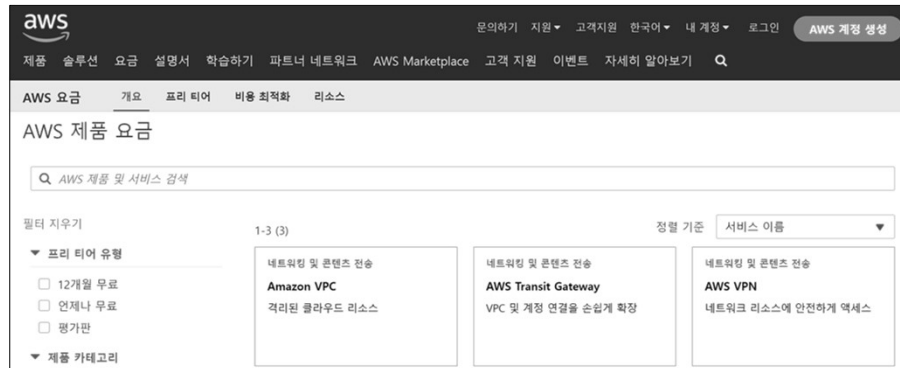 aws
문의하기 지원 고객지원 한국어 내 계정 로그인 AWS 계정 생성
제품 솔루션 요금 설명서 학습하기 파트너 네트워크 AWS Marketplace 고객 지원 이벤트 자세히 알아보기
AWS 요금 개요 프리 티어 비용 최적화 리소스
AWS 제품 요금
AWS 제품 및 서비스 검색
필터 지우기
1-3 (3)
정렬 기준 서비스 이름
프리 티어 유형
12개월 무료
언제나 무료
평가판
제품 카테고리
네트워킹 및 콘텐츠 전송
Amazon VPC
격리된 클라우드 리소스
네트워킹 및 콘텐츠 전송
AWS Transit Gateway
VPC 및 계정 연결을 손쉽게 확장
네트워킹 및 콘텐츠 전송
AWS VPN
네트워크 리소스에 안전하게 액세스